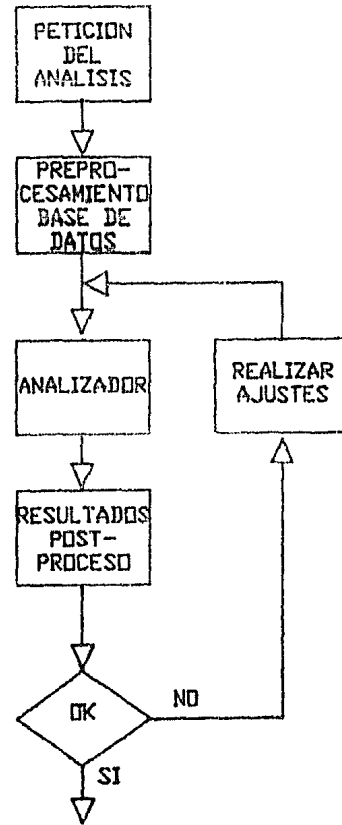 PETICION
DEL
ANALISIS
PREPRO-
CESAMIENTO
BASE DE
DATOS
ANALIZADOR
REALIZAR
AJUSTES
RESULTADOS
POST-
PROCESO
OK
NO
SI